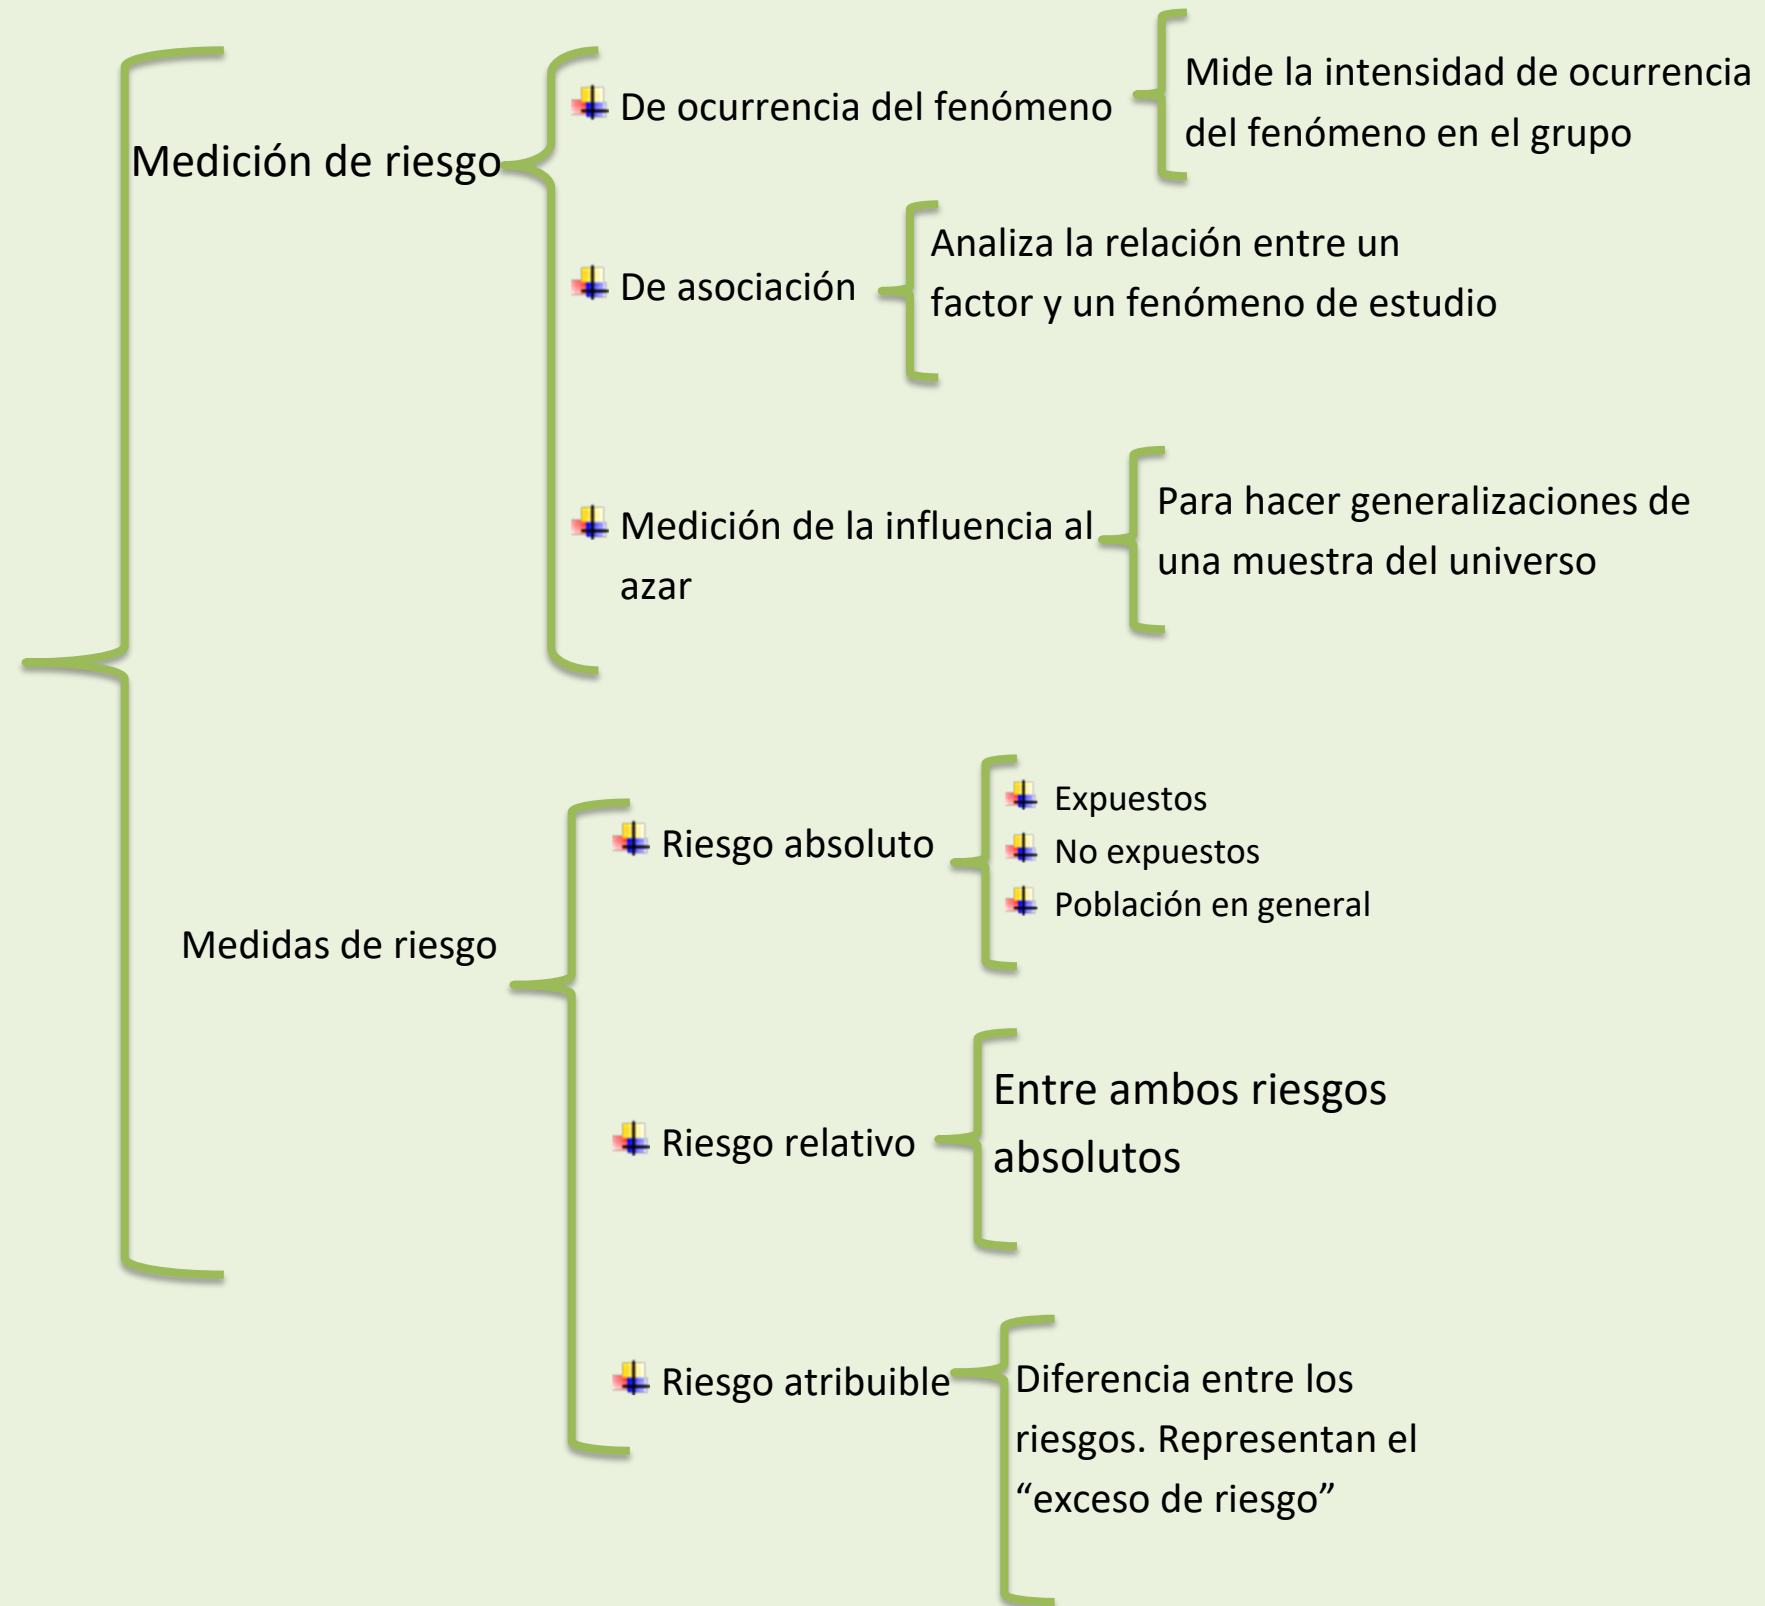 Medición de riesgo
De ocurrencia del fenómeno
Mide la intensidad de ocurrencia
del fenómeno en el grupo
De asociación
Analiza la relación entre un
factor y un fenómeno de estudio
Medición de la influencia al
azar
Para hacer generalizaciones de
una muestra del universo
Medidas de riesgo
Riesgo absoluto
Expuestos
No expuestos
Población en general
Riesgo relativo
Entre ambos riesgos
absolutos
Riesgo atribuible
Diferencia entre los
riesgos. Representan el
“exceso de riesgo”